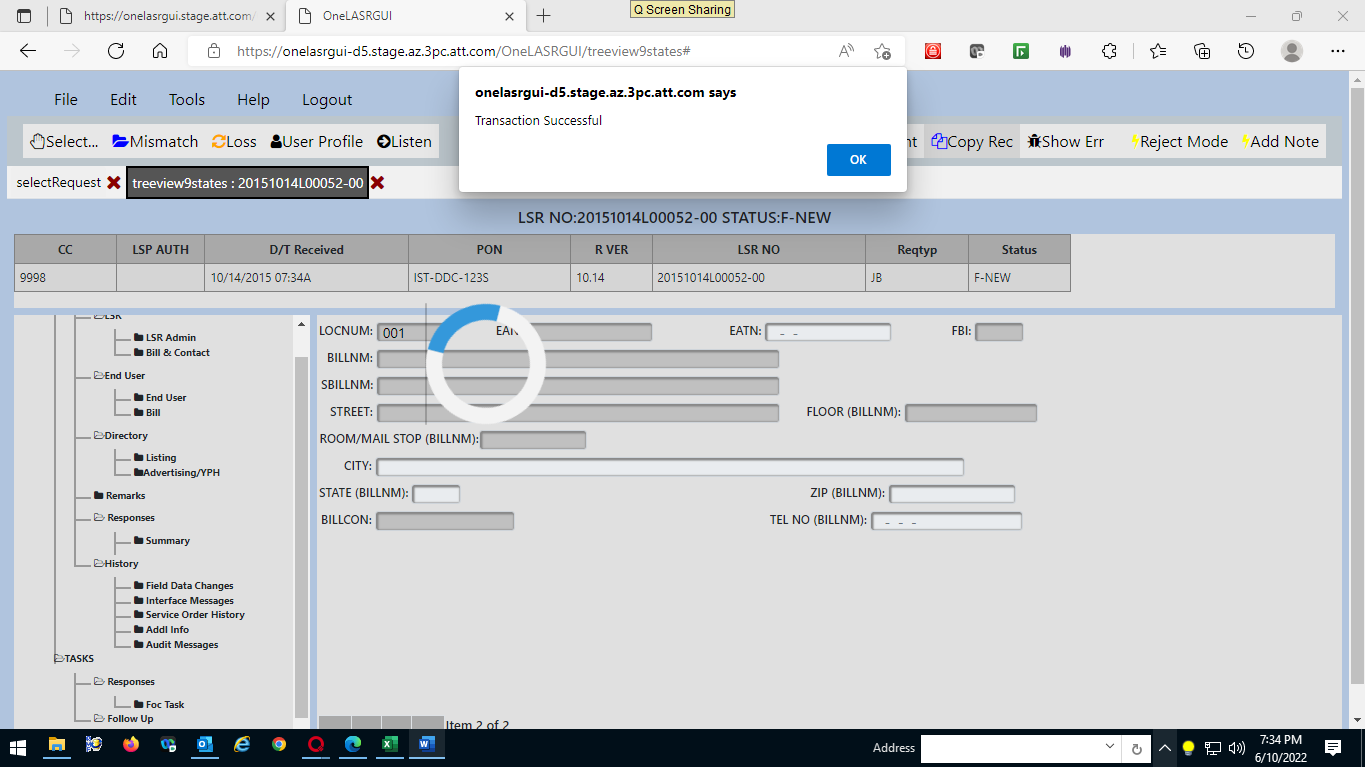 Q Screen Sharing
https://onelasrgui.stage.att.com/
OneLASRGUI
https://onelasrgui-d5.stage.az.3pc.att.com/OneLASRGUI/treeview9states#
onelasrgui-d5.stage.az.3pc.att.com says
Transaction Successful
OK
File Edit Tools Help Logout
Select... Mismatch Loss User Profile Listen nt Copy Rec Show Err Reject Mode Add Note
selectRequest treeview9states : 20151014L00052-00
LSR NO:20151014L00052-00 STATUS:F-NEW
CC LSP AUTH D/T Received PON R VER LSR NO Reqtyp Status
9998 10/14/2015 07:34A IST-DDC-123S 10.14 20151014L00052-00 JB F-NEW
LSR
LSR Admin
Bill & Contact
End User
End User
Bill
Directory
Listing
Advertising/YPH
Remarks
Responses
Summary
History
Field Data Changes
Interface Messages
Service Order History
Addl Info
Audit Messages
TASKS
Responses
Foc Task
Follow Up
LOCNUM: 001 EAN EATN: - - FBI:
BILLNM:
SBILLNM:
STREET: FLOOR (BILLNM):
ROOM/MAIL STOP (BILLNM):
CITY:
STATE (BILLNM): ZIP (BILLNM):
BILLCON: TEL NO (BILLNM): - - -
Item 2 of 2
Address
7:34 PM
6/10/2022